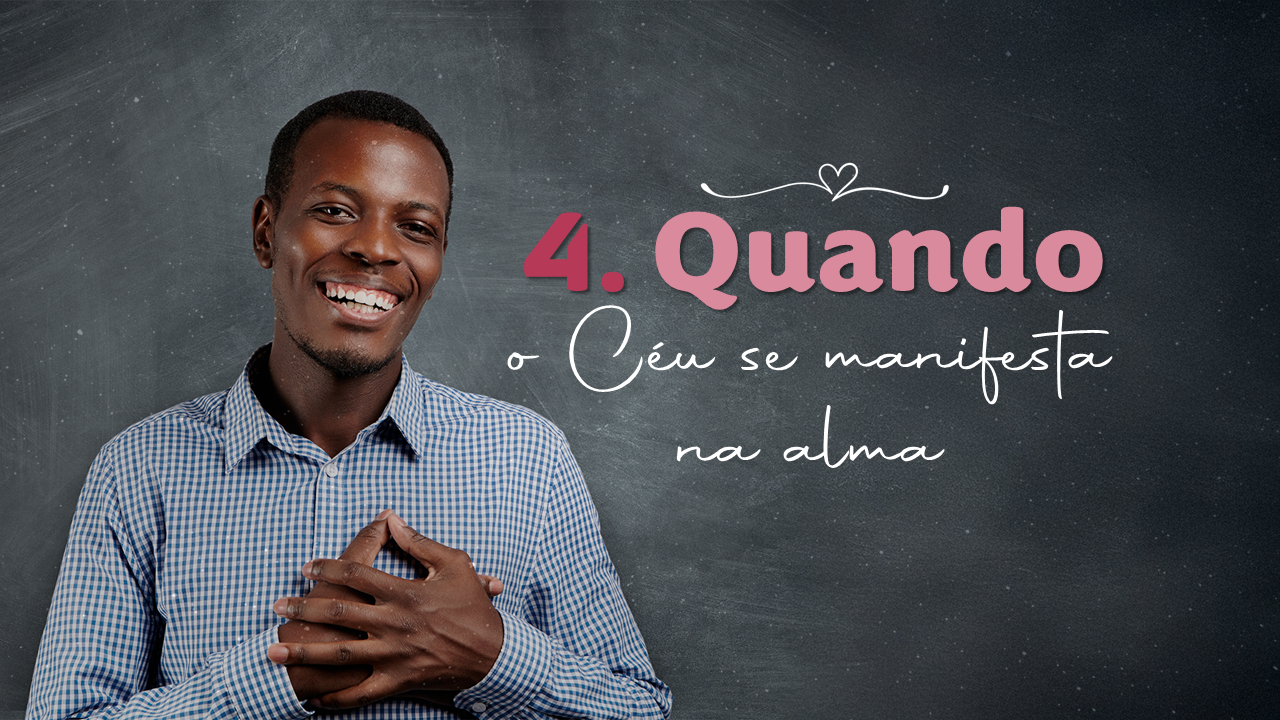 4. Quando
o Céu se manifesta
na alma